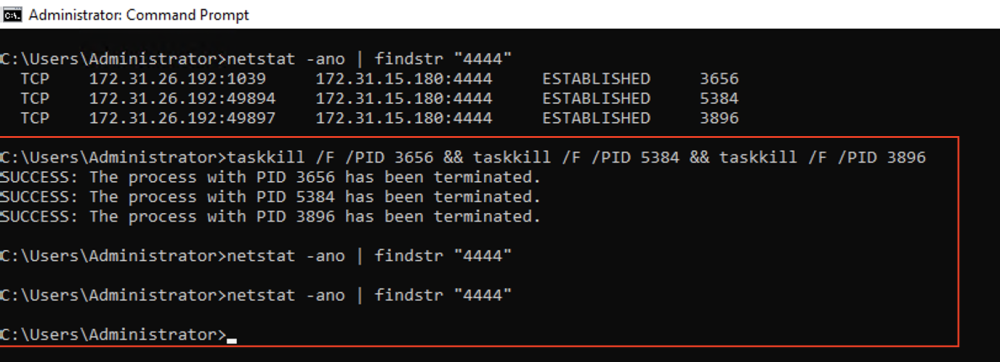 Administrator: Command Prompt
C:\Users\Administrator>netstat -ano | findstr "4444"
TCP 172.31.26.192:1039 172.31.15.180:4444 ESTABLISHED 3656
TCP 172.31.26.192:49894 172.31.15.180:4444 ESTABLISHED 5384
TCP 172.31.26.192:49897 172.31.15.180:4444 ESTABLISHED 3896
C:\Users\Administrator>taskkill /F /PID 3656 && taskkill /F /PID 5384 && taskkill /F /PID 3896
SUCCESS: The process with PID 3656 has been terminated.
SUCCESS: The process with PID 5384 has been terminated.
SUCCESS: The process with PID 3896 has been terminated.
C:\Users\Administrator>netstat -ano | findstr "4444"
C:\Users\Administrator>netstat -ano | findstr "4444"
C:\Users\Administrator>